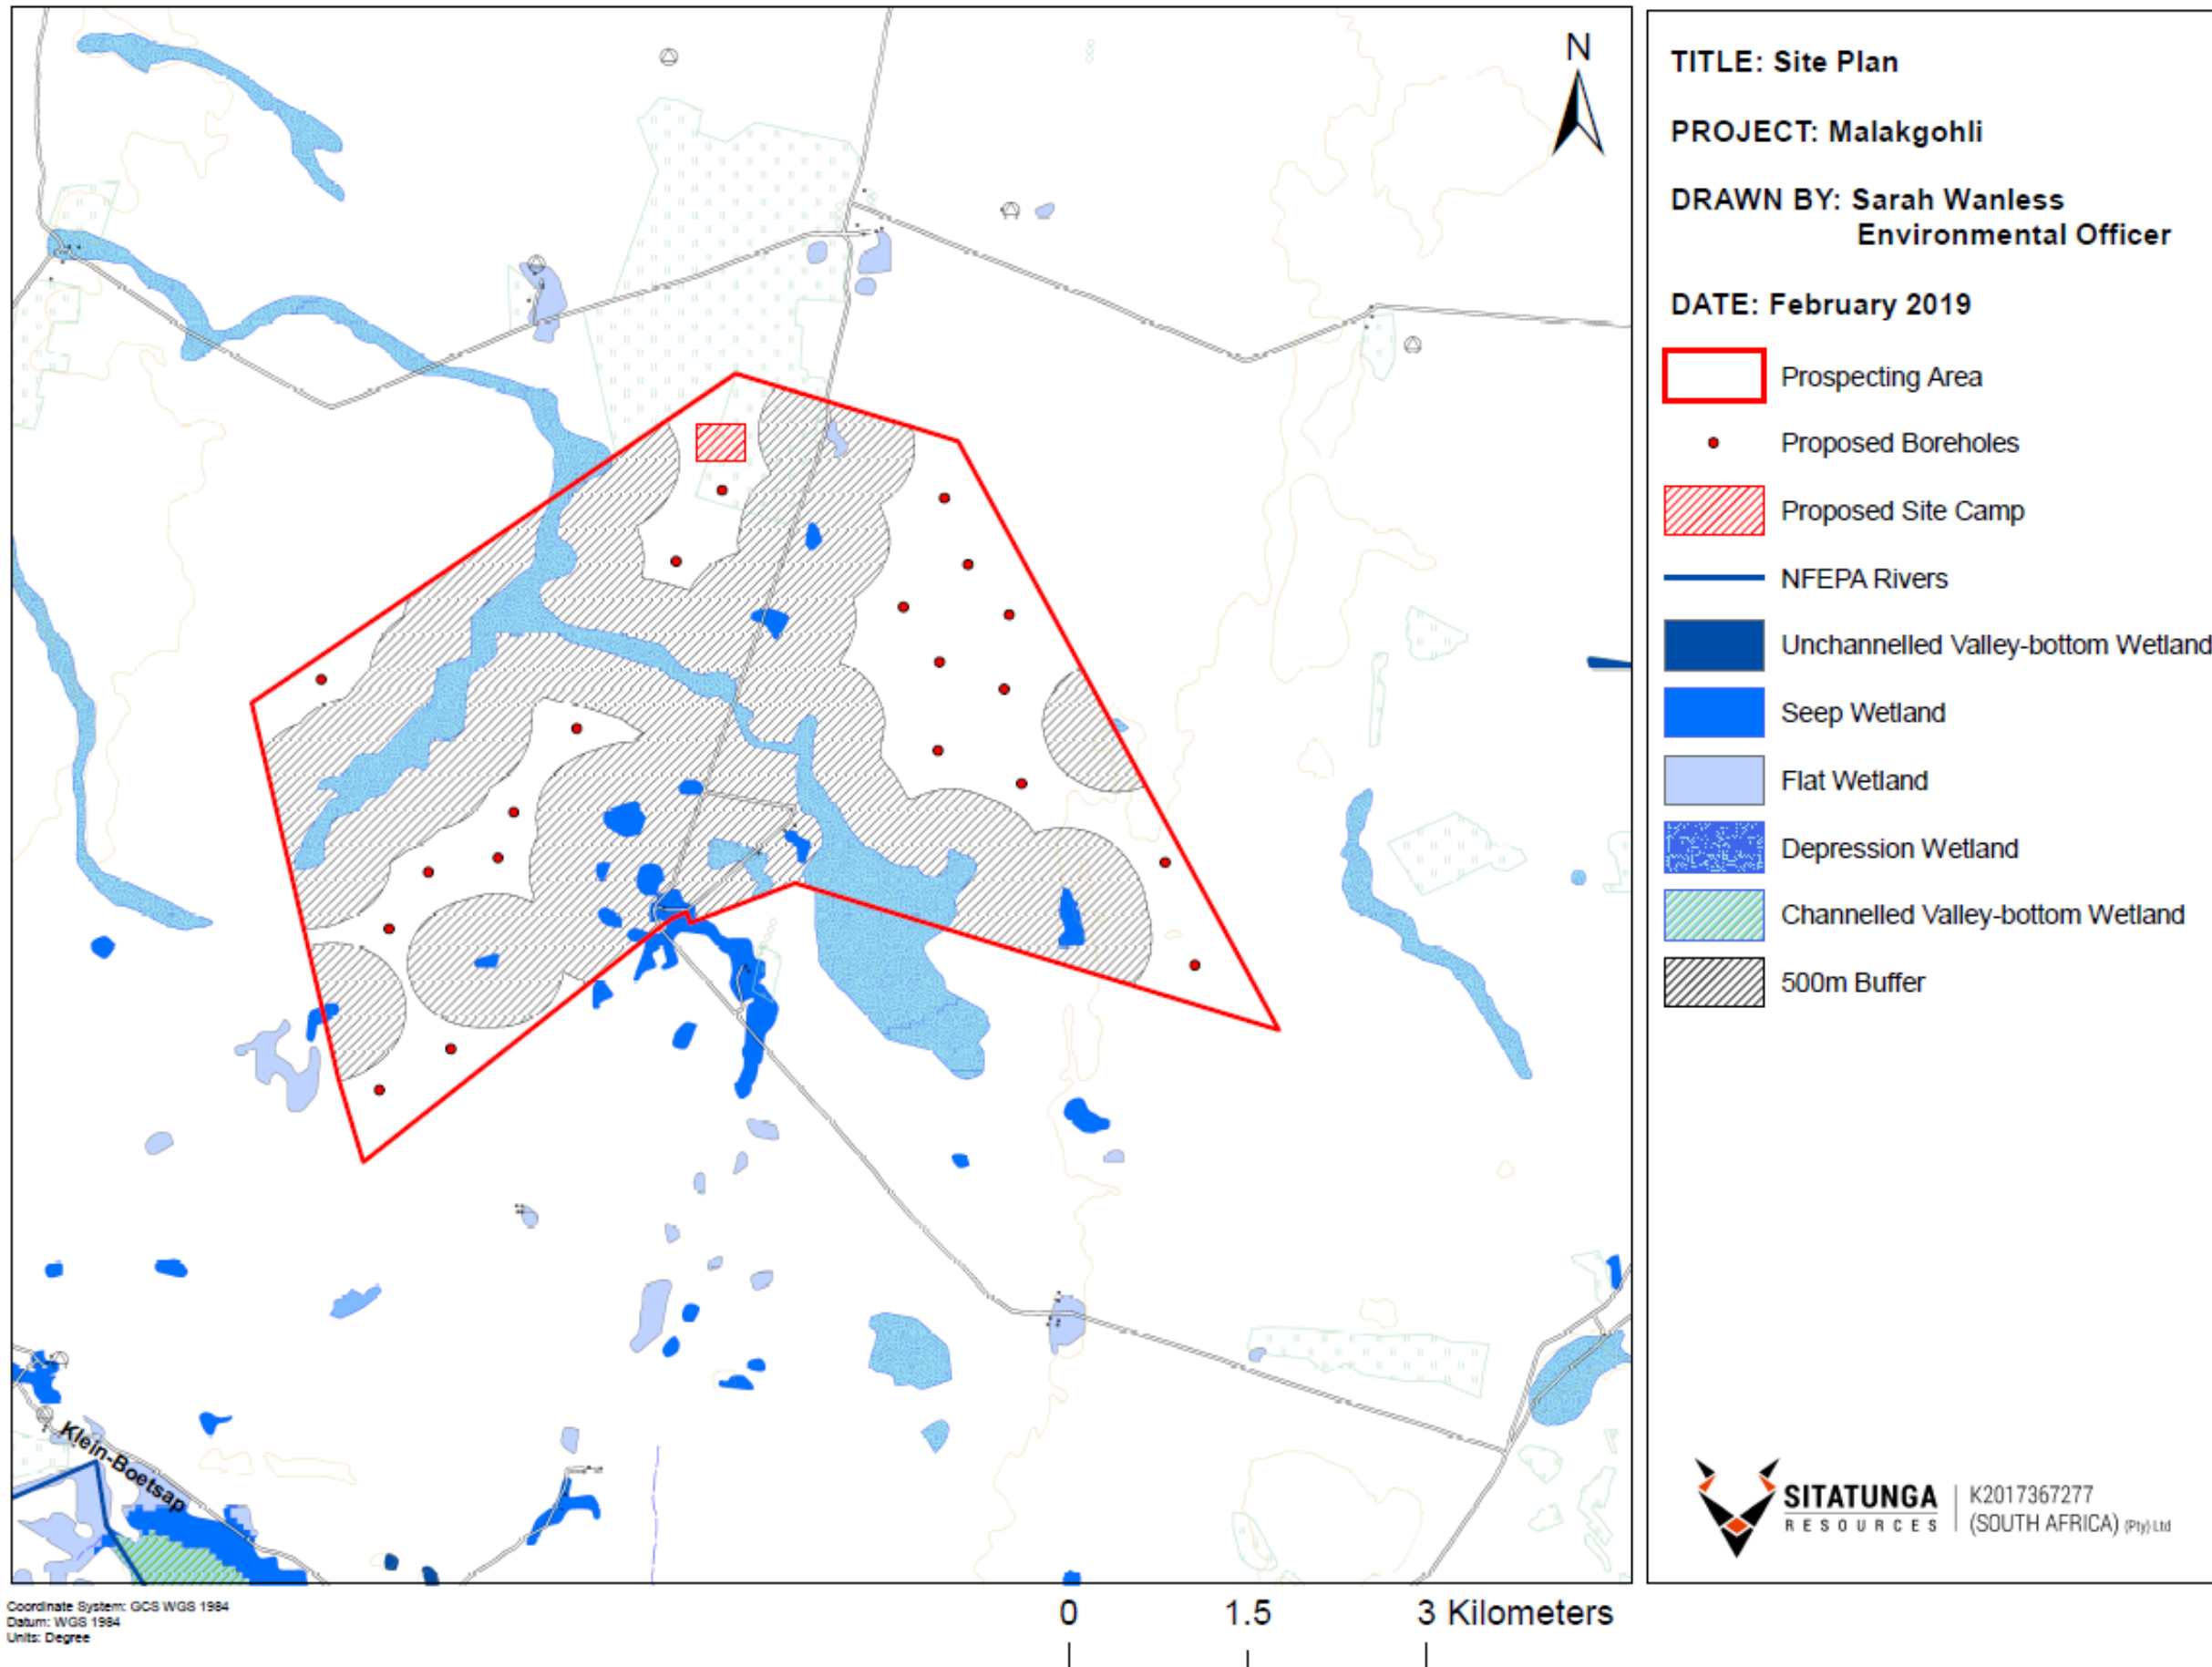 N
Klein-Boetsap
TITLE: Site Plan
PROJECT: Malakgohli
DRAWN BY: Sarah Wanless
Environmental Officer
DATE: February 2019
Prospecting Area
Proposed Boreholes
Proposed Site Camp
NFEPA Rivers
Unchannelled Valley-bottom Wetland
Seep Wetland
Flat Wetland
Depression Wetland
Channelled Valley-bottom Wetland
500m Buffer
SITATUNGA
RESOURCES
K2017367277
(SOUTH AFRICA) (Pty) Ltd
Coordinate System: GCS WGS 1984
Datum: WGS 1984
Units: Degree
0 1.5 3 Kilometers